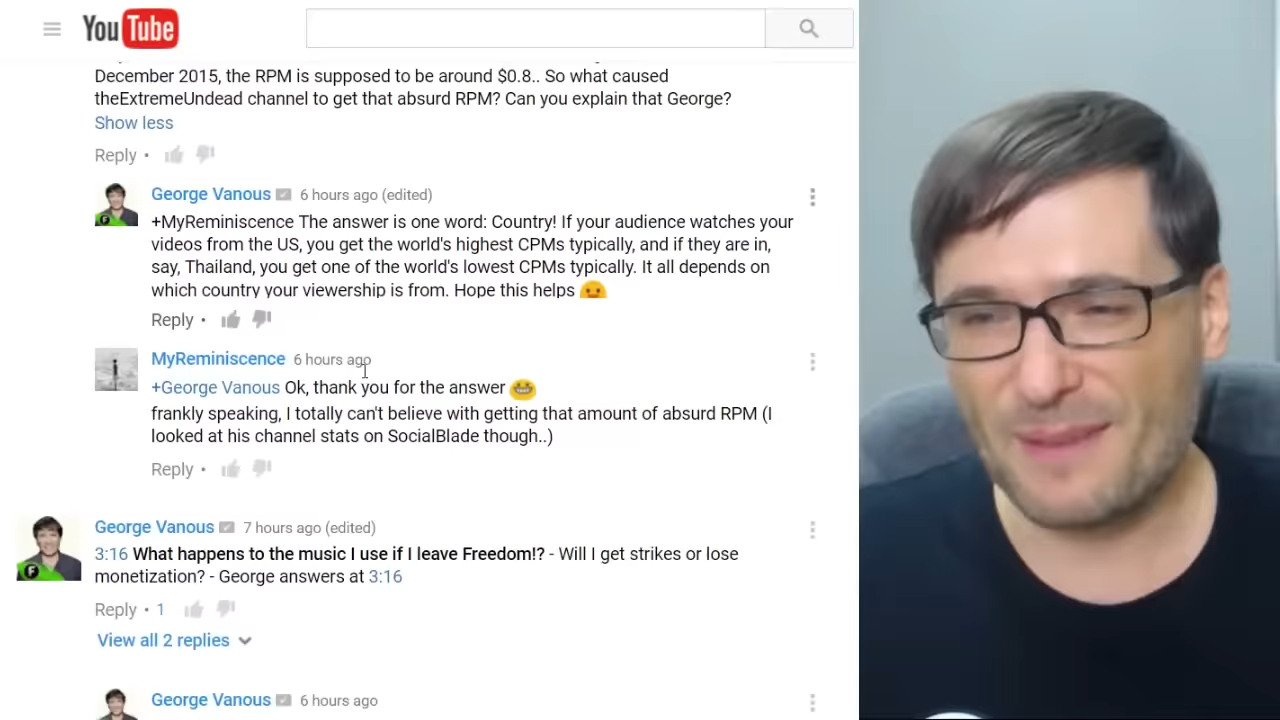 YouTube
December 2015, the RPM is supposed to be around $0.8.. So what caused
theExtremeUndead channel to get that absurd RPM? Can you explain that George?
Show less
Reply •
George Vanous 6 hours ago (edited)
+MyReminiscence The answer is one word: Country! If your audience watches your
videos from the US, you get the world's highest CPMs typically, and if they are in,
say, Thailand, you get one of the world's lowest CPMs typically. It all depends on
which country your viewership is from. Hope this helps
Reply •
MyReminiscence 6 hours ago
+George Vanous Ok, thank you for the answer
frankly speaking, I totally can't believe with getting that amount of absurd RPM (I
looked at his channel stats on SocialBlade though..)
Reply •
George Vanous 7 hours ago (edited)
3:16 What happens to the music I use if I leave Freedom!? - Will I get strikes or lose
monetization? - George answers at 3:16
Reply • 1
View all 2 replies
George Vanous 6 hours ago